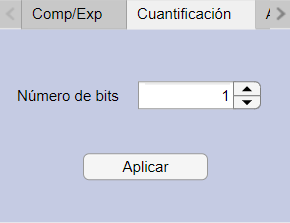 Comp/Exp Cuantificación
Número de bits 1
Aplicar